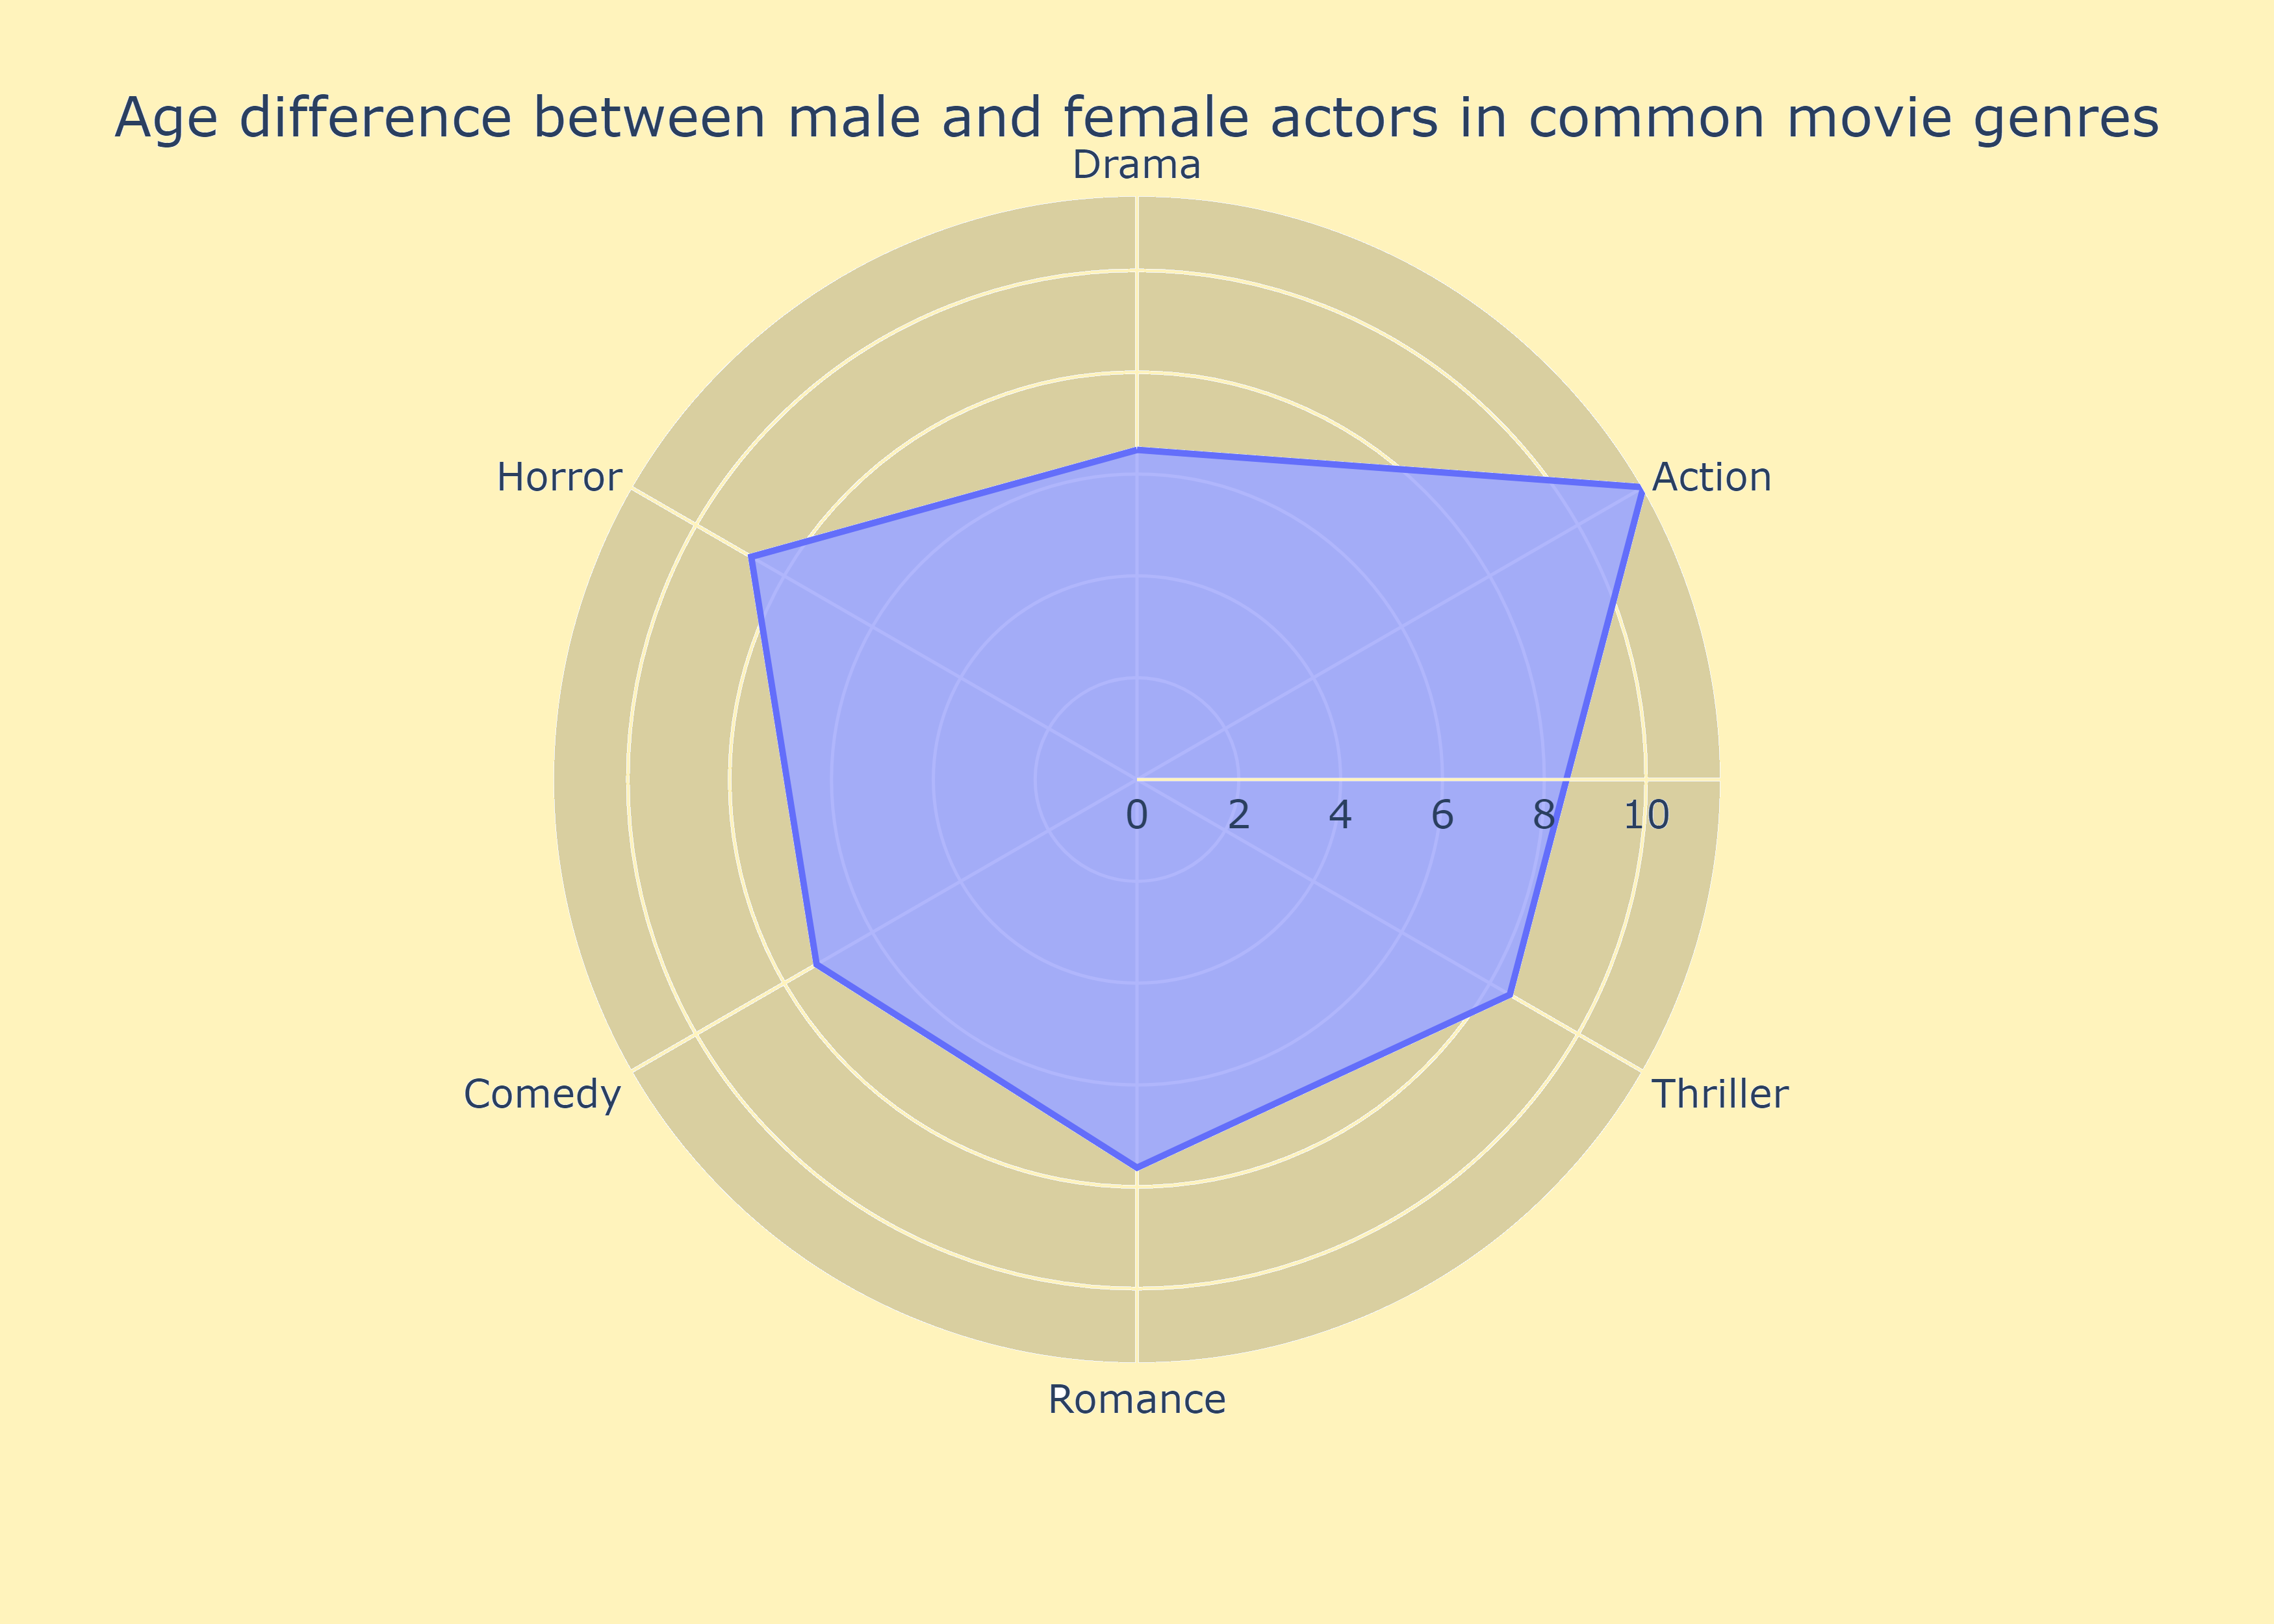 Age difference between male and female actors in common movie genres
Drama
Horror
Action
0 2 4 6 8 10
Comedy
Thriller
Romance